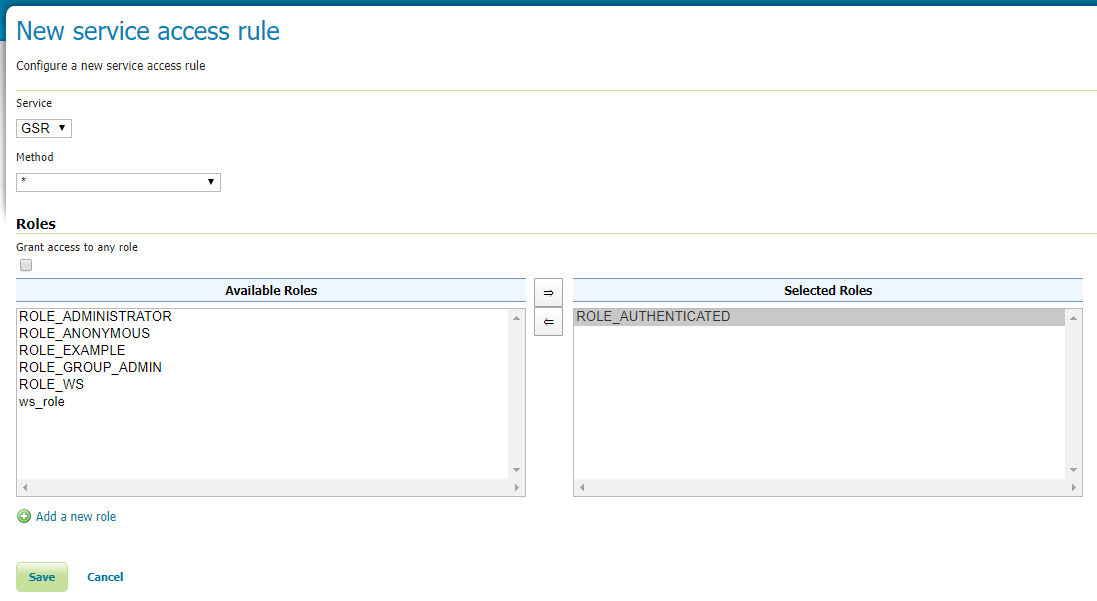 New service access rule
Configure a new service access rule
Service
GSR
Method
*
Roles
Grant access to any role
Available Roles
⇒
Selected Roles
ROLE_ADMINISTRATOR
ROLE_ANONYMOUS
ROLE_EXAMPLE
ROLE_GROUP_ADMIN
ROLE_WS
ws_role
⇐
ROLE_AUTHENTICATED
Add a new role
Save
Cancel